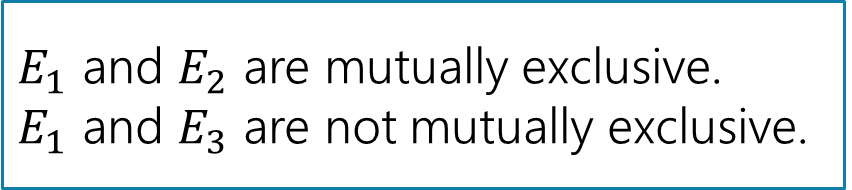 𝐸₁ and 𝐸₂ are mutually exclusive.
𝐸₁ and 𝐸₃ are not mutually exclusive.